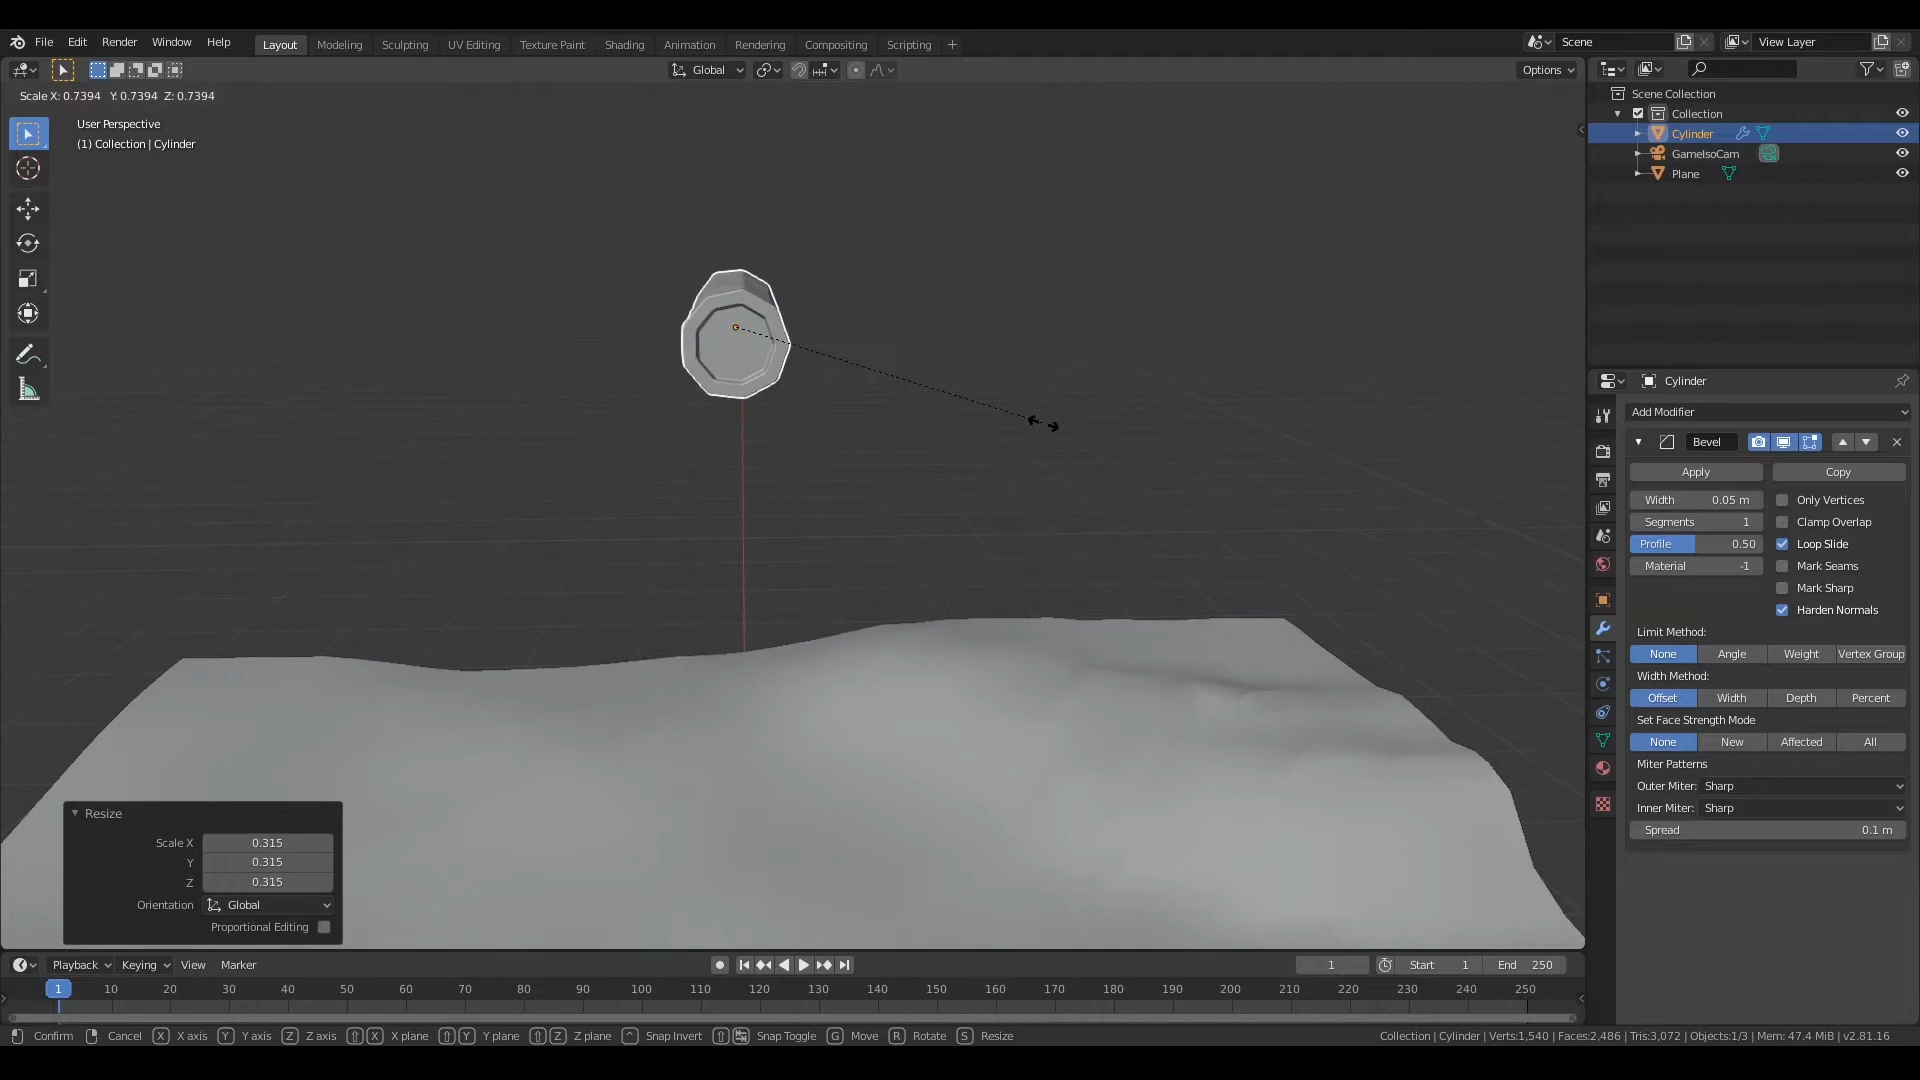 File Edit Render Window Help Layout Modeling Sculpting UV Editing Texture Paint Shading Animation Rendering Compositing Scripting + Scene View Layer
Global Options
Scale X: 0.7394 Y: 0.7394 Z: 0.7394
User Perspective
(1) Collection | Cylinder
Scene Collection
Collection
Cylinder
GameIsoCam
Plane
Cylinder
Add Modifier
Bevel
Apply Copy
Width 0.05 m Only Vertices
Segments 1 Clamp Overlap
Profile 0.50 Loop Slide
Material -1 Mark Seams
Mark Sharp
Harden Normals
Limit Method:
None Angle Weight Vertex Group
Width Method:
Offset Width Depth Percent
Set Face Strength Mode
None New Affected All
Miter Patterns
Outer Miter: Sharp
Inner Miter: Sharp
Spread 0.1 m
Resize
Scale X 0.315
Y 0.315
Z 0.315
Orientation Global
Proportional Editing
Playback Keying View Marker 1 Start 1 End 250
1 10 20 30 40 50 60 70 80 90 100 110 120 130 140 150 160 170 180 190 200 210 220 230 240 250
Confirm Cancel X X axis Y Y axis Z Z axis X X plane Y Y plane Z Z plane Snap Invert Snap Toggle G Move R Rotate S Resize Collection | Cylinder | Verts:1,540 | Faces:2,486 | Tris:3,072 | Objects:1/3 | Mem: 47.4 MiB | v2.81.16